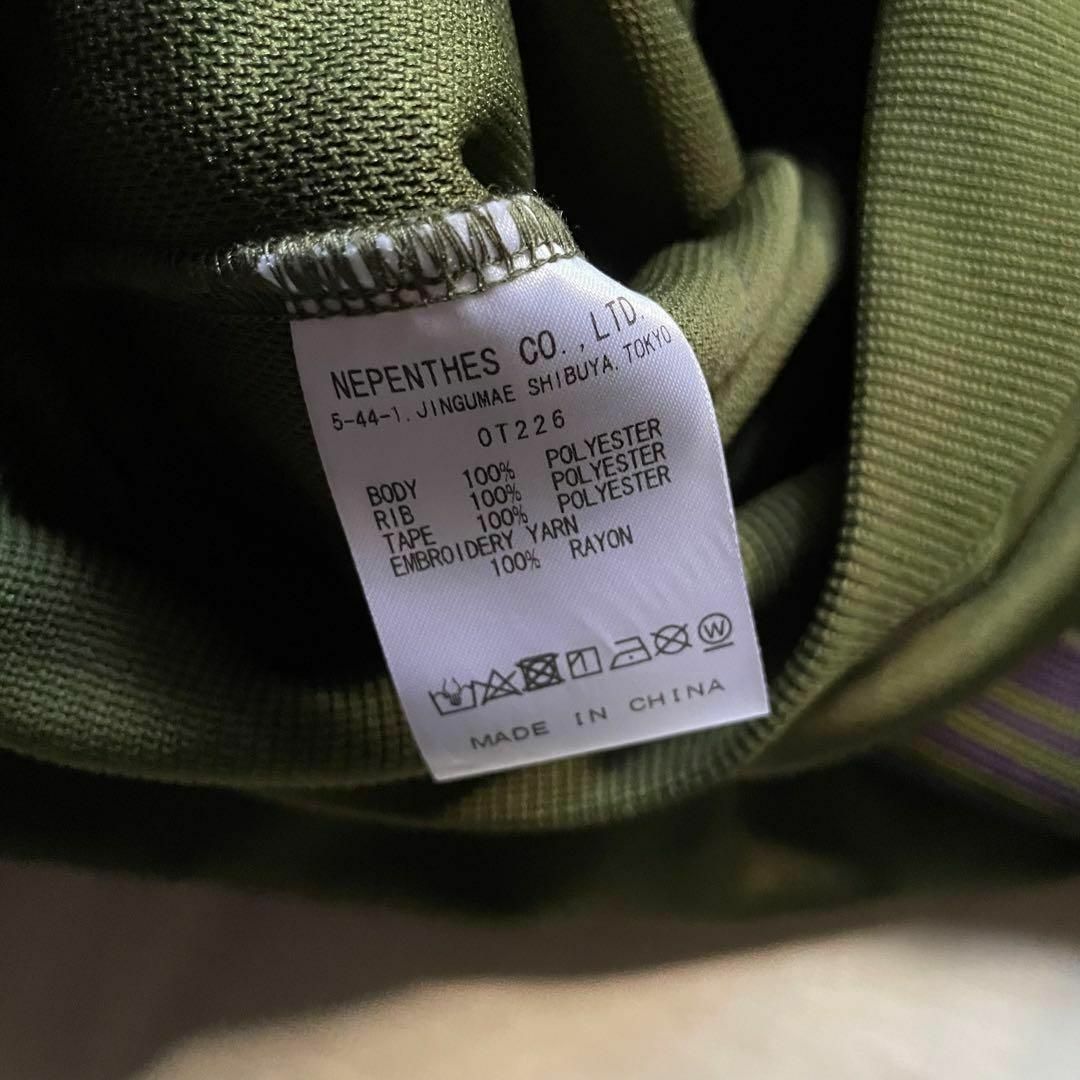 NEPENTHES CO.,LTD.
5-44-1. JINGUMAE SHIBUYA. TOKYO
OT226
BODY 100% POLYESTER
RIB 100% POLYESTER
TAPE 100% POLYESTER
EMBROIDERY YARN
100% RAYON
W
MADE IN CHINA